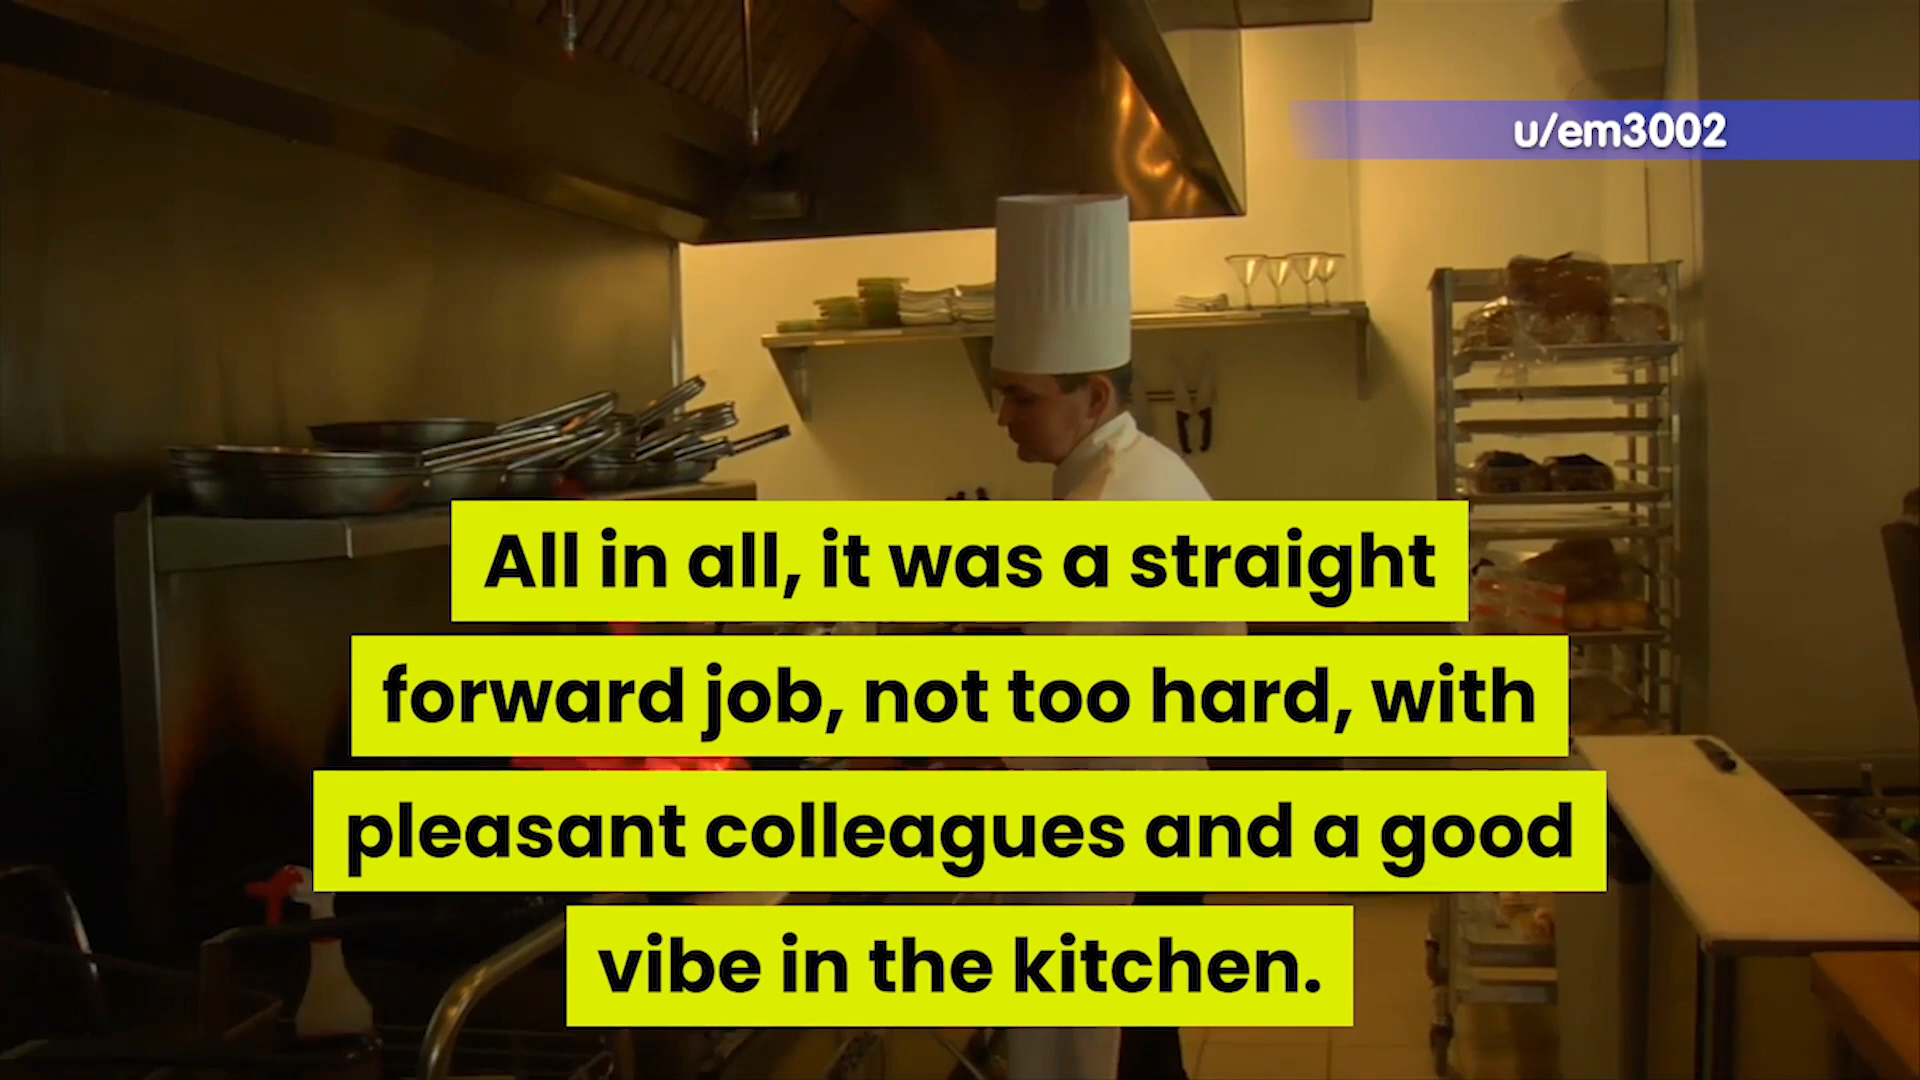 u/em3002
All in all, it was a straight
forward job, not too hard, with
pleasant colleagues and a good
vibe in the kitchen.